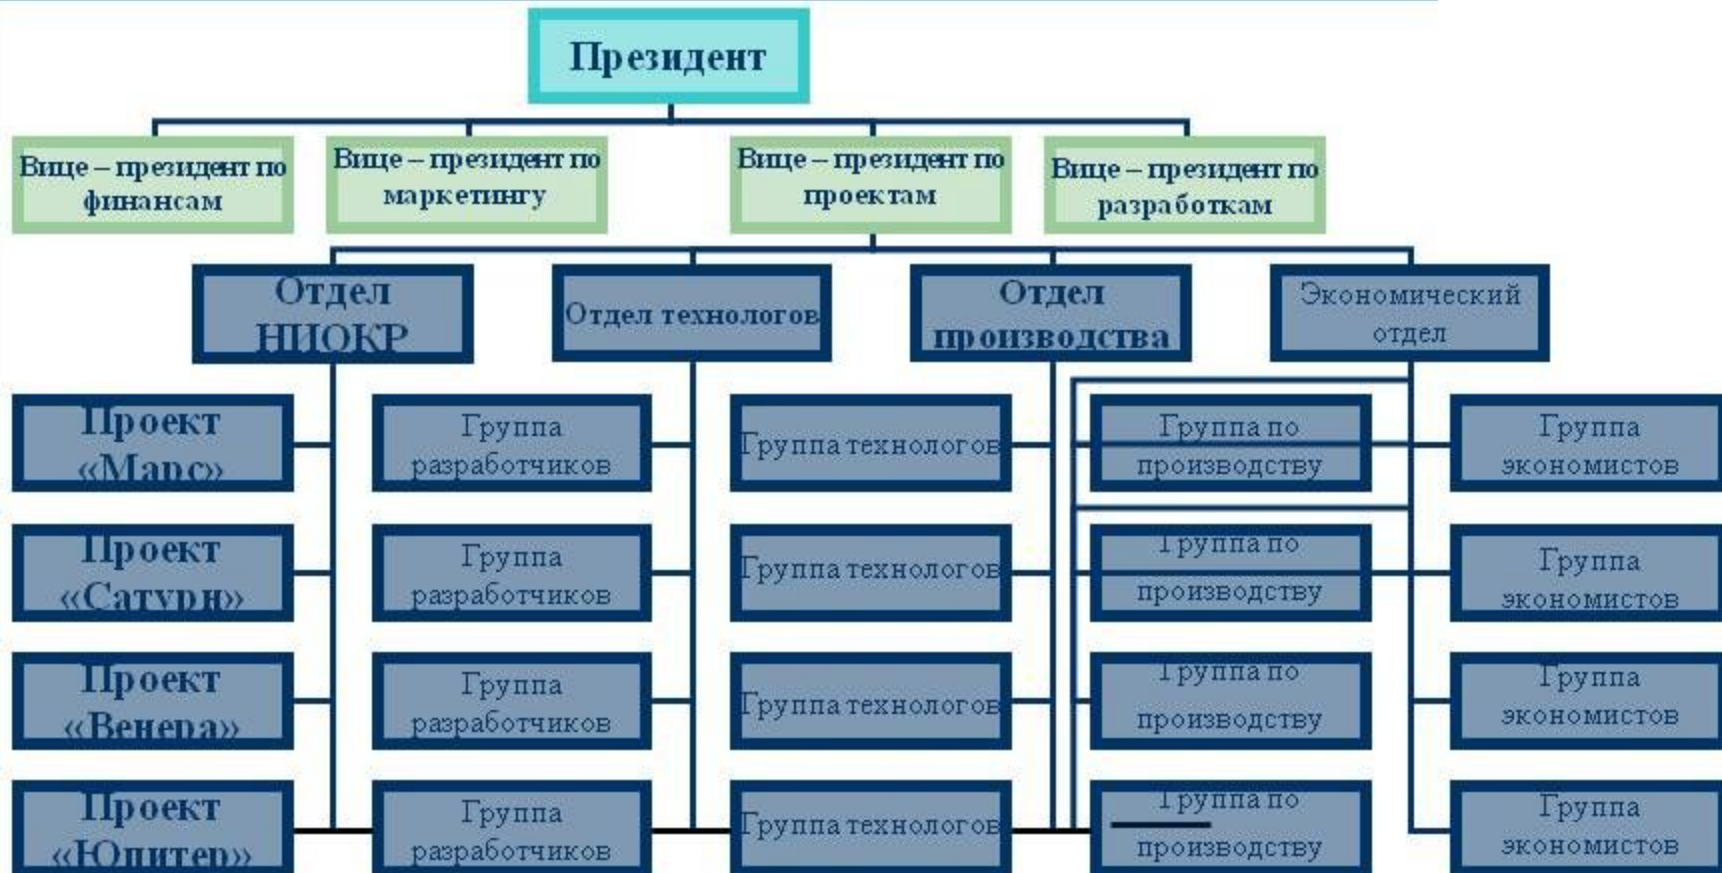 Президент
Вице – президент по
финансам
Вице – президент по
маркетингу
Вице – президент по
проектам
Вице – президент по
разработкам
Отдел
НИОКР
Отдел технологов
Отдел
производства
Экономический
отдел
Проект
«Марс»
Группа
разработчиков
Группа технологов
Группа по
производству
Группа
экономистов
Проект
«Сатурн»
Группа
разработчиков
Группа технологов
Группа по
производству
Группа
экономистов
Проект
«Венера»
Группа
разработчиков
Группа технологов
Группа по
производству
Группа
экономистов
Проект
«Юпитер»
Группа
разработчиков
Группа технологов
Группа по
производству
Группа
экономистов